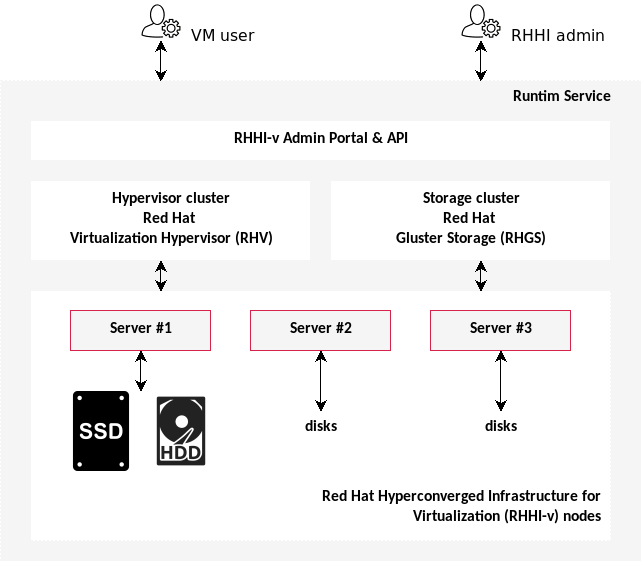 VM user
RHHI admin
Runtim Service
RHHI-v Admin Portal & API
Hypervisor cluster
Red Hat
Virtualization Hypervisor (RHV)
Storage cluster
Red Hat
Gluster Storage (RHGS)
Server #1
Server #2
Server #3
SSD
HDD
disks
disks
Red Hat Hyperconverged Infrastructure for
Virtualization (RHHI-v) nodes